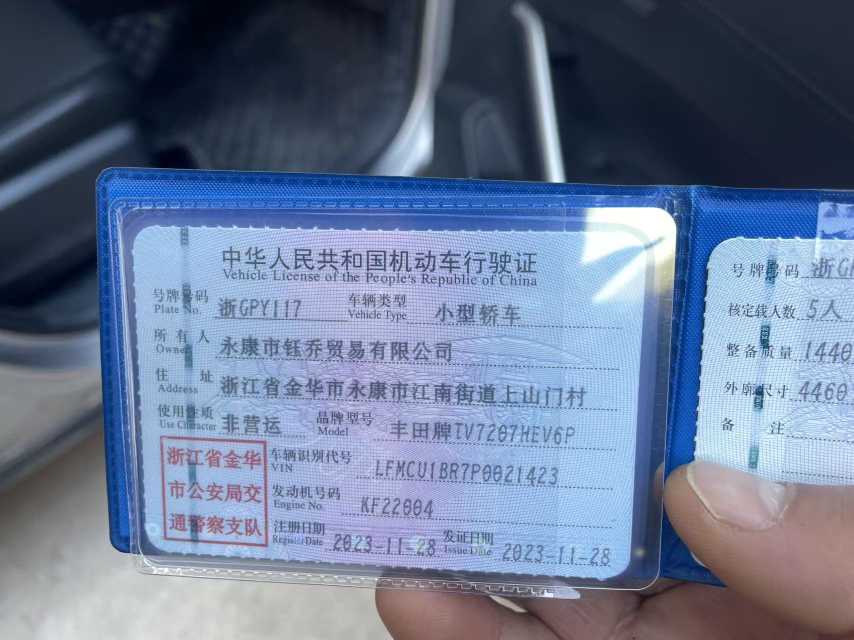 中华人民共和国机动车行驶证
Vehicle License of the People's Republic of China
号牌号码 浙GPY117 车辆类型 小型轿车
Plate No. Vehicle Type
所有人 永康市钰乔贸易有限公司
Owner
住址 浙江省金华市永康市江南街道上山门村
Address
使用性质 非营运 品牌型号 丰田牌TV7207HEV6P
Use Character Model
浙江省金华
市公安局交
通警察支队
车辆识别代号 LFMCU1BR7P0021423
VIN
发动机号码 KF22004
Engine No.
注册日期 2023-11-28 发证日期 2023-11-28
Register Date Issue Date
号牌号码 浙G
核定载人数 5人
整备质量 1440
外廓尺寸 4460
备注